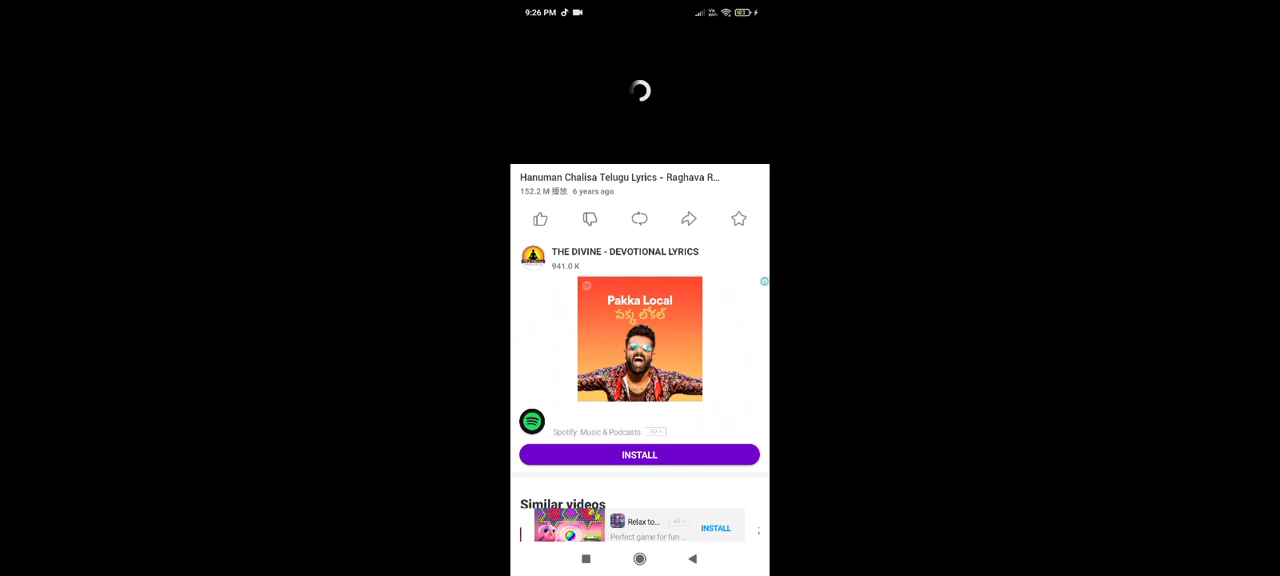 9:26 PM
Hanuman Chalisa Telugu Lyrics - Raghava R...
152.2 M 播放 6 years ago
THE DIVINE - DEVOTIONAL LYRICS
941.0 K
Pakka Local
పక్కా లోకల్
Spotify: Music & Podcasts AD
INSTALL
Similar videos
Relax to... AD
INSTALL
Perfect game for fun ...